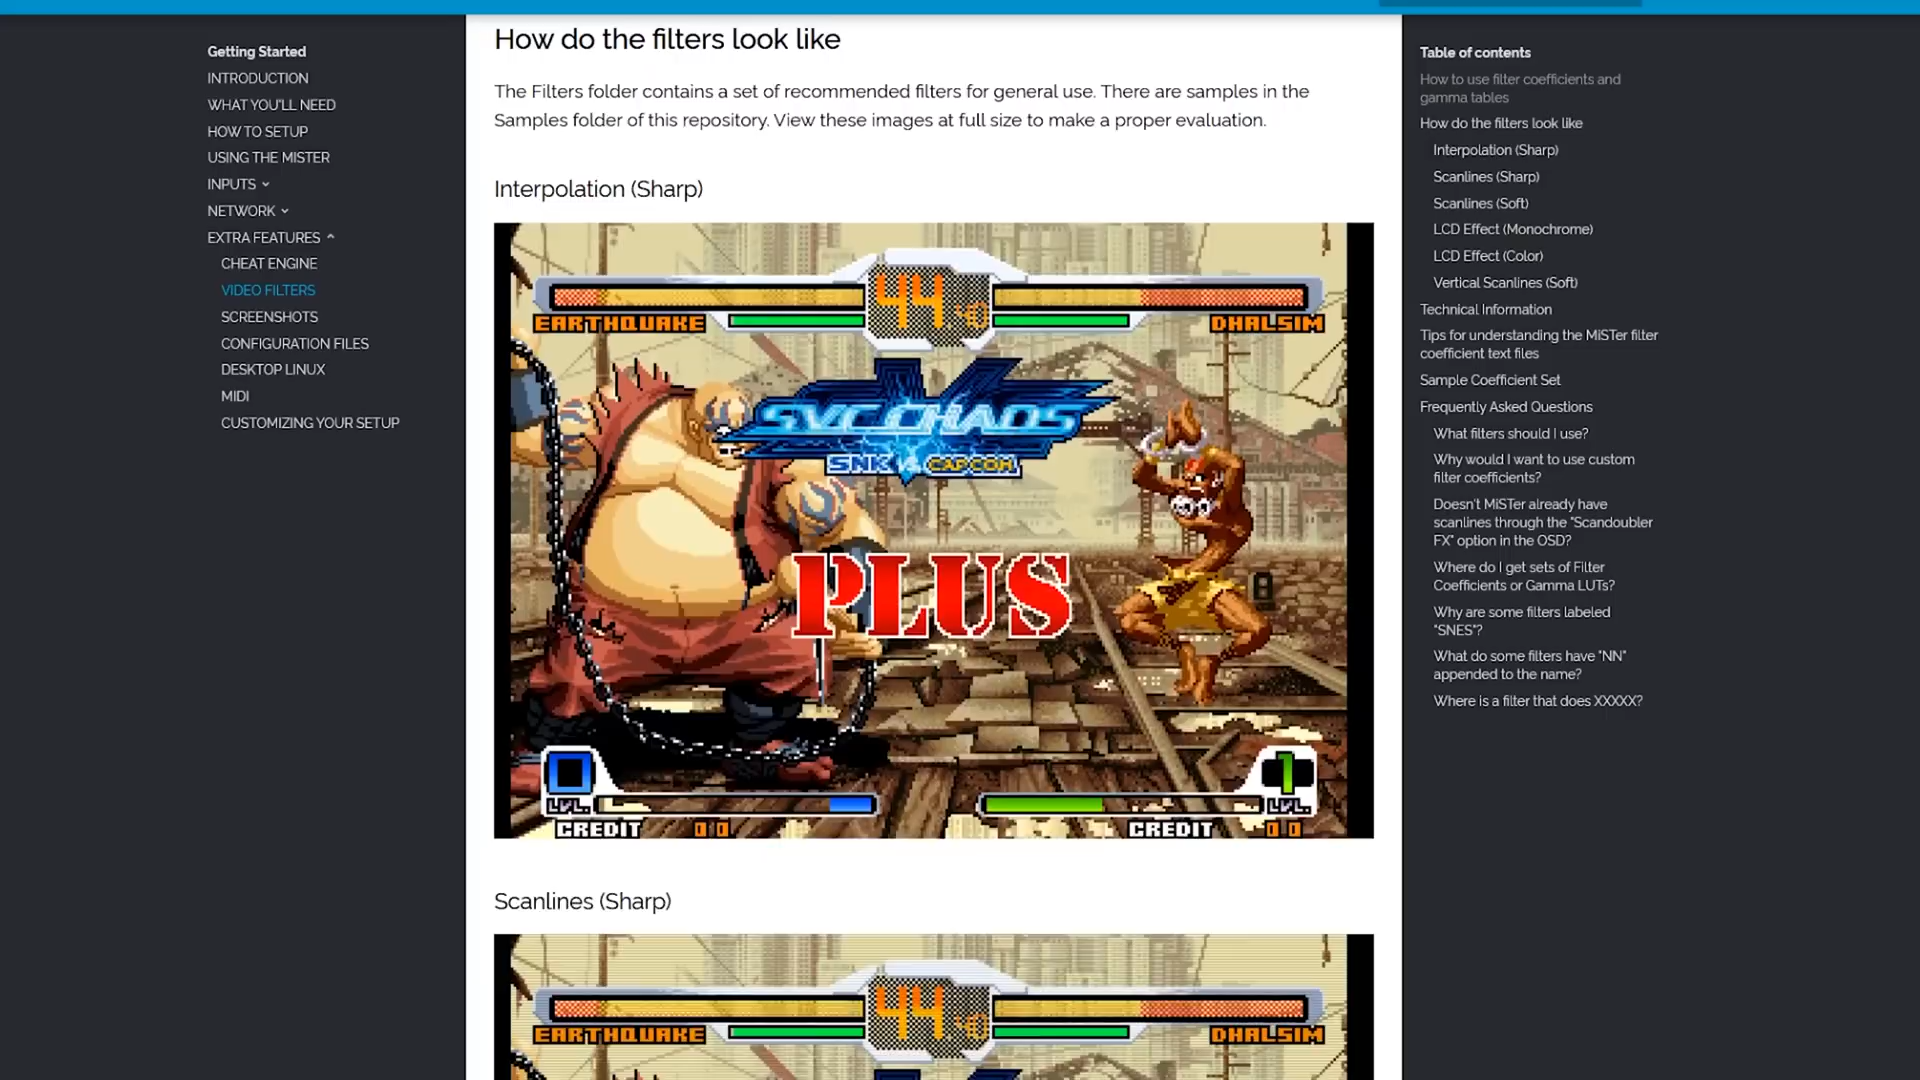 Getting Started
INTRODUCTION
WHAT YOU'LL NEED
HOW TO SETUP
USING THE MISTER
INPUTS
NETWORK
EXTRA FEATURES
CHEAT ENGINE
VIDEO FILTERS
SCREENSHOTS
CONFIGURATION FILES
DESKTOP LINUX
MIDI
CUSTOMIZING YOUR SETUP
How do the filters look like
The Filters folder contains a set of recommended filters for general use. There are samples in the
Samples folder of this repository. View these images at full size to make a proper evaluation.
Interpolation (Sharp)
44
EARTHQUAKE
DHALSIM
SVC CHAOS
SNK vs. CAPCOM
PLUS
0
1
LVL.
LVL.
CREDIT 00
CREDIT 00
Scanlines (Sharp)
44
EARTHQUAKE
DHALSIM
Table of contents
How to use filter coefficients and
gamma tables
How do the filters look like
Interpolation (Sharp)
Scanlines (Sharp)
Scanlines (Soft)
LCD Effect (Monochrome)
LCD Effect (Color)
Vertical Scanlines (Soft)
Technical Information
Tips for understanding the MiSTer filter
coefficient text files
Sample Coefficient Set
Frequently Asked Questions
What filters should I use?
Why would I want to use custom
filter coefficients?
Doesn't MiSTer already have
scanlines through the "Scandoubler
FX" option in the OSD?
Where do I get sets of Filter
Coefficients or Gamma LUTs?
Why are some filters labeled
"SNES"?
What do some filters have "NN"
appended to the name?
Where is a filter that does XXXXX?